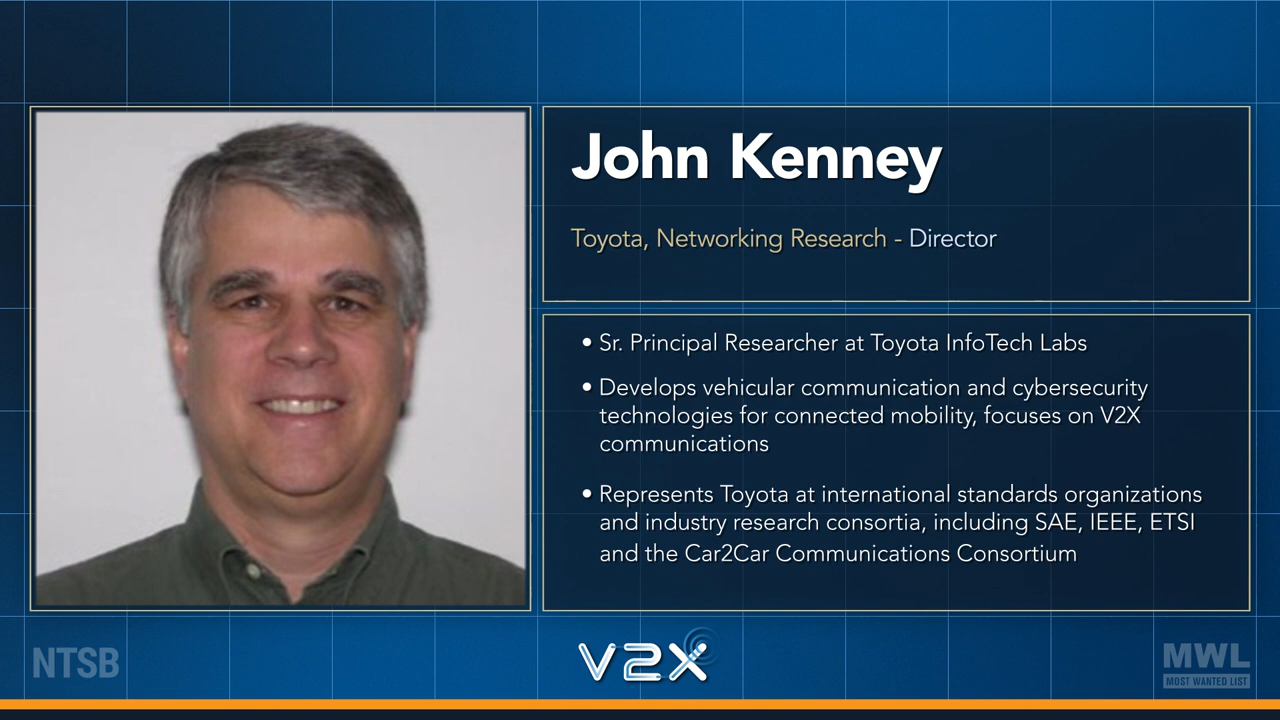 John Kenney
Toyota, Networking Research - Director
• Sr. Principal Researcher at Toyota InfoTech Labs
• Develops vehicular communication and cybersecurity
technologies for connected mobility, focuses on V2X
communications
• Represents Toyota at international standards organizations
and industry research consortia, including SAE, IEEE, ETSI
and the Car2Car Communications Consortium
NTSB
V2X
MWL
MOST WANTED LIST